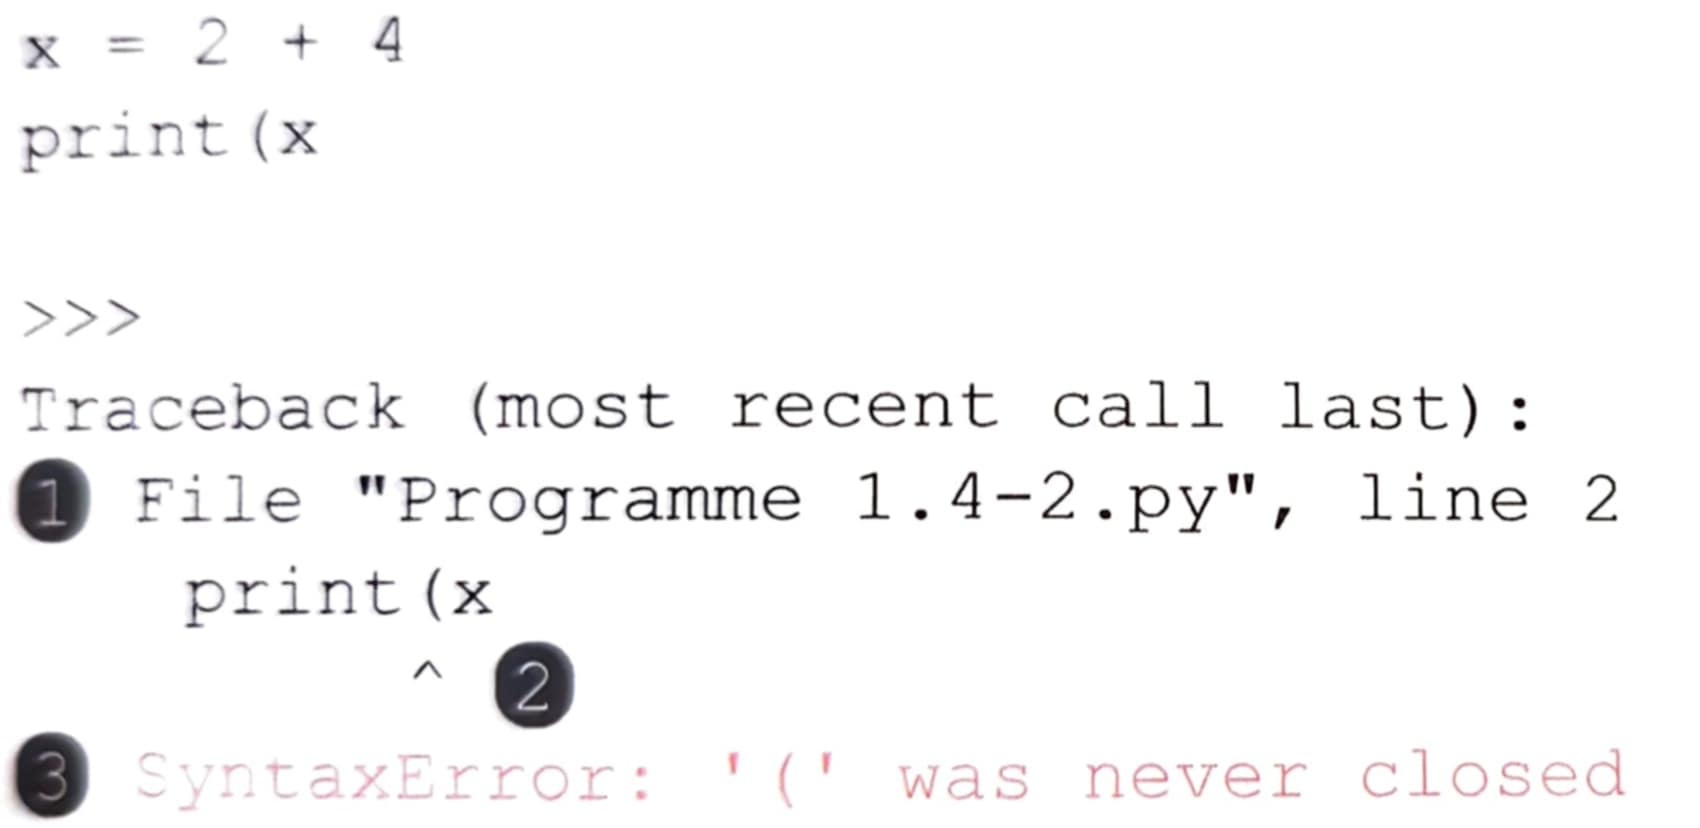 x = 2 + 4
print(x
>>>
Traceback (most recent call last):
1 File "Programme 1.4-2.py", line 2
print(x
^ 2
3 SyntaxError: '(' was never closed